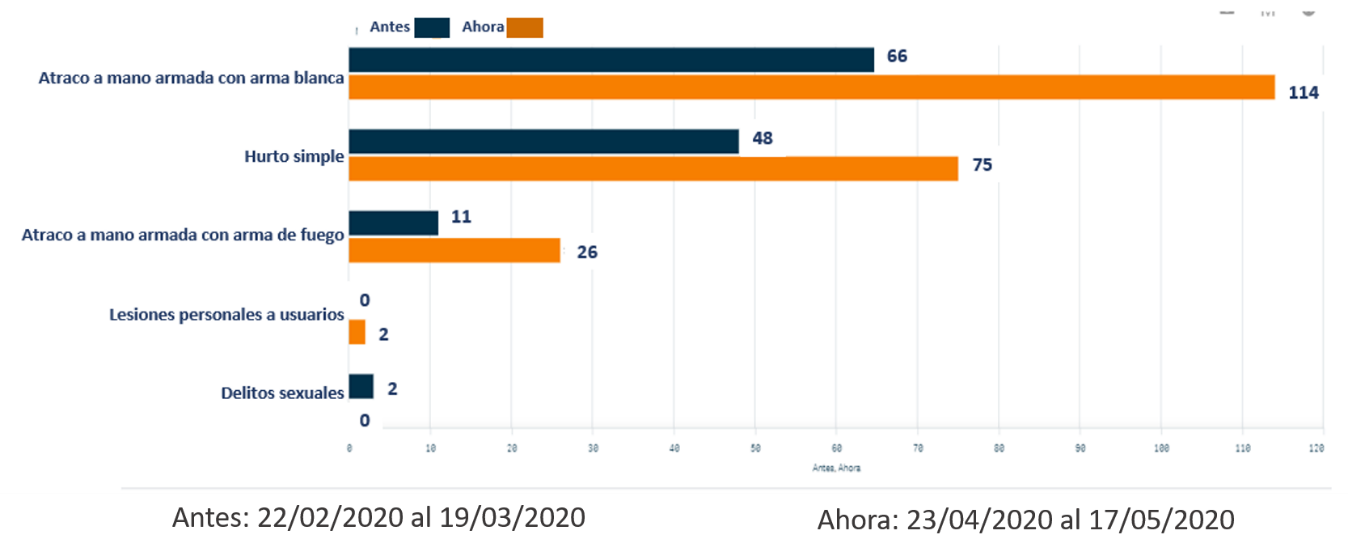 Antes Ahora
Atraco a mano armada con arma blanca
66
114
Hurto simple
48
75
Atraco a mano armada con arma de fuego
11
26
Lesiones personales a usuarios
0
2
Delitos sexuales
2
0
0 10 20 30 40 50 60 70 80 90 100 110 120
Antes, Ahora
Antes: 22/02/2020 al 19/03/2020
Ahora: 23/04/2020 al 17/05/2020